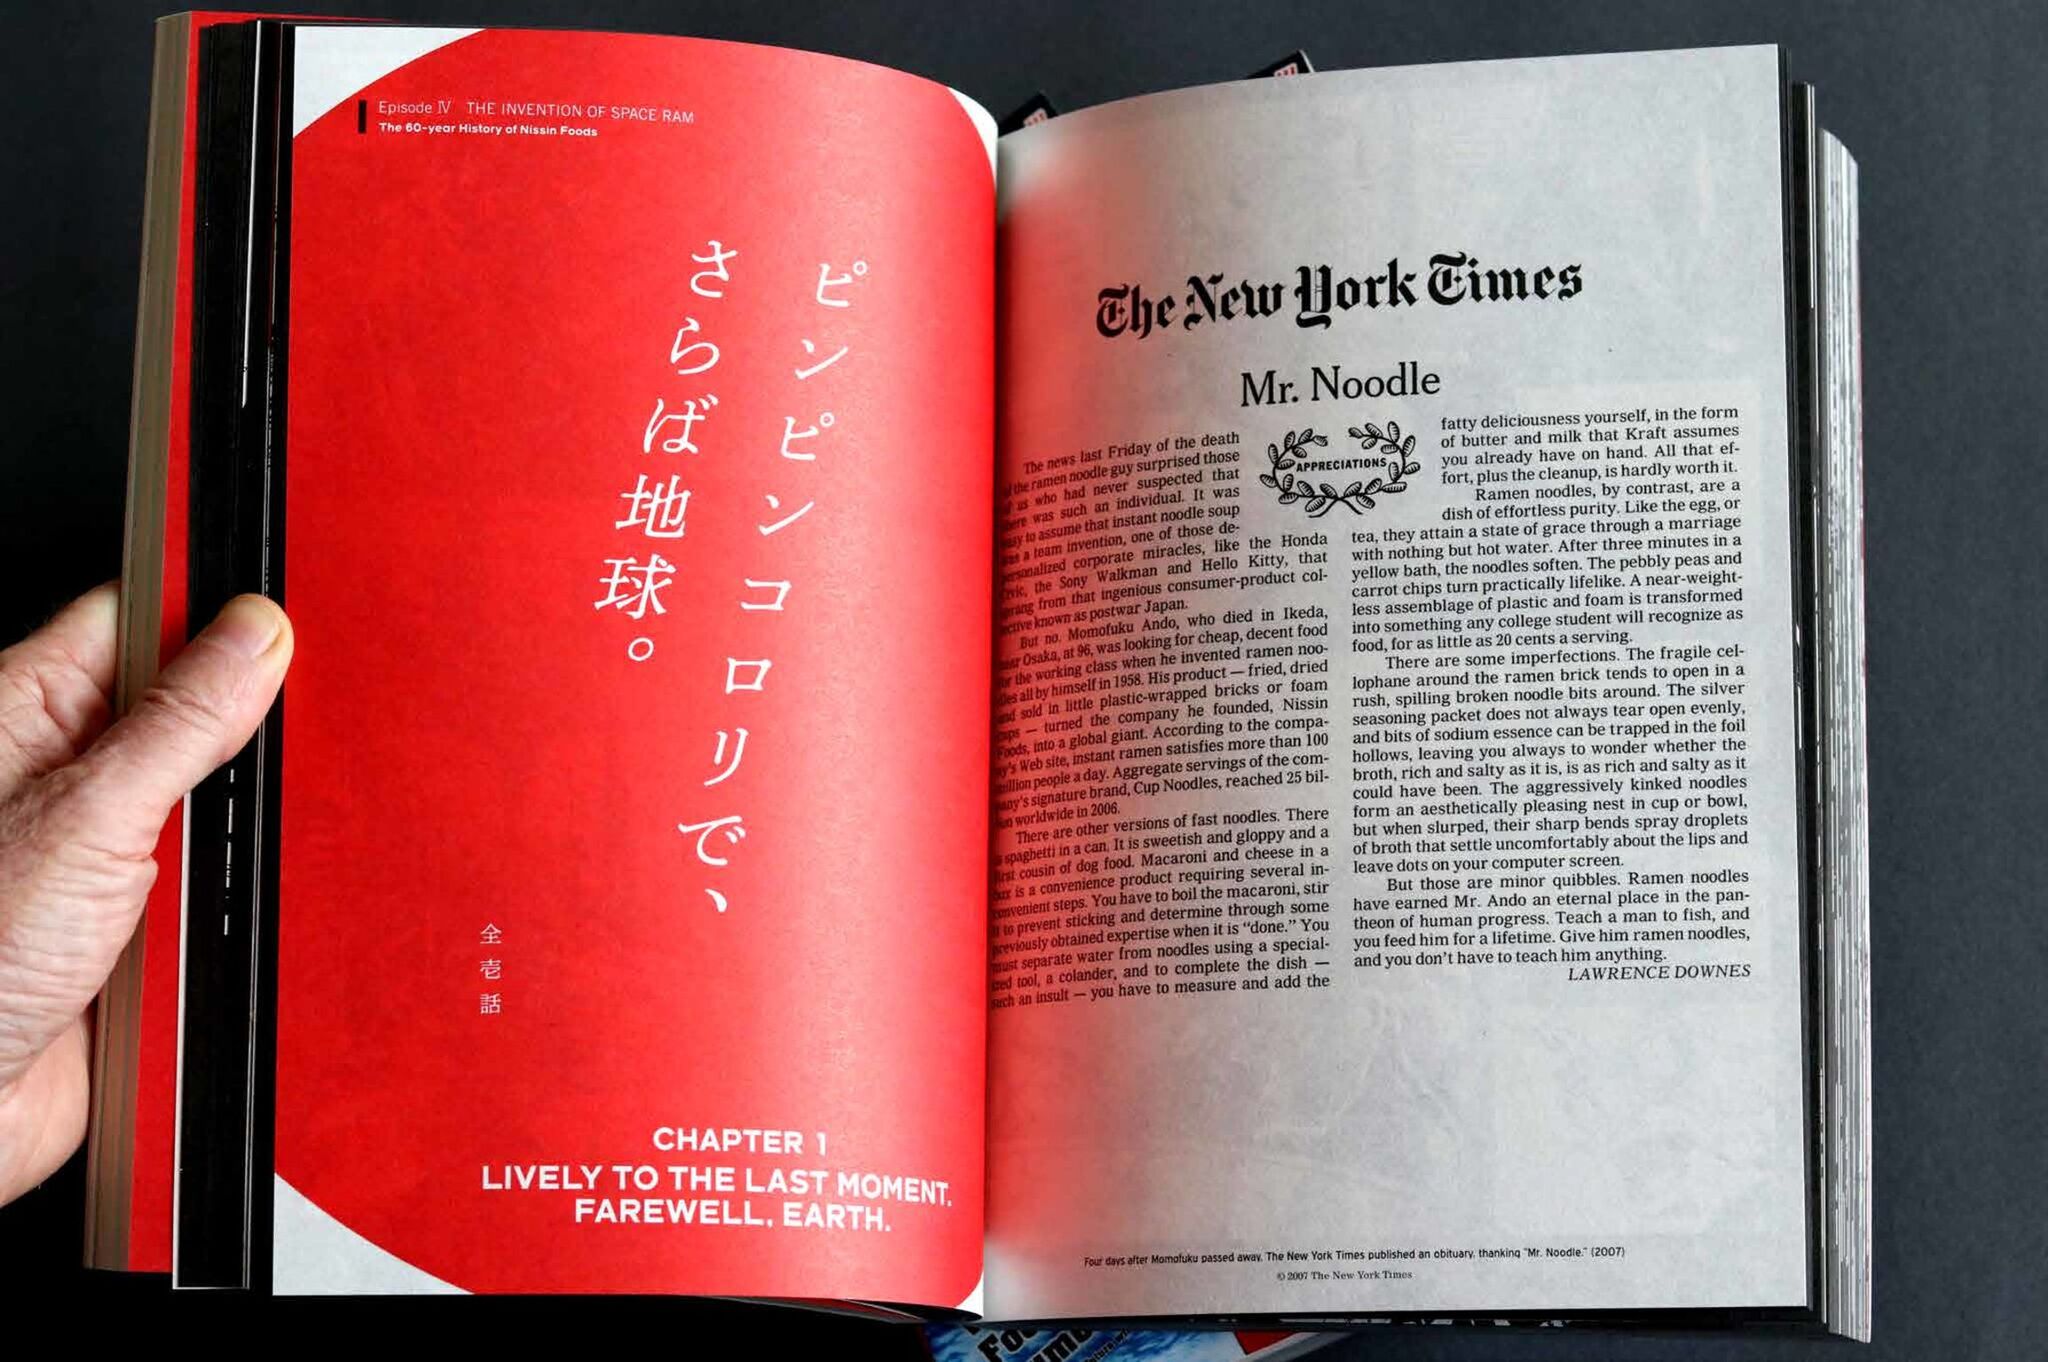 Episode Ⅳ THE INVENTION OF SPACE RAM
The 60-year History of Nissin Foods
ピンピンコロリで、
さらば地球。
全壱話
CHAPTER 1
LIVELY TO THE LAST MOMENT.
FAREWELL, EARTH.
The New York Times
Mr. Noodle
APPRECIATIONS
The news last Friday of the death
the ramen noodle guy surprised those
us who had never suspected that
there was such an individual. It was
easy to assume that instant noodle soup
was a team invention, one of those de-
personalized corporate miracles, like the Honda
Civic, the Sony Walkman and Hello Kitty, that
sprang from that ingenious consumer-product col-
lective known as postwar Japan.
But no. Momofuku Ando, who died in Ikeda,
near Osaka, at 96, was looking for cheap, decent food
for the working class when he invented ramen noo-
dles all by himself in 1958. His product — fried, dried
and sold in little plastic-wrapped bricks or foam
cups — turned the company he founded, Nissin
Foods, into a global giant. According to the compa-
ny's Web site, instant ramen satisfies more than 100
million people a day. Aggregate servings of the com-
pany's signature brand, Cup Noodles, reached 25 bil-
lion worldwide in 2006.
There are other versions of fast noodles. There
is spaghetti in a can. It is sweetish and gloppy and a
first cousin of dog food. Macaroni and cheese in a
box is a convenience product requiring several in-
convenient steps. You have to boil the macaroni, stir
it to prevent sticking and determine through some
previously obtained expertise when it is “done.” You
must separate water from noodles using a special-
ized tool, a colander, and to complete the dish —
such an insult — you have to measure and add the
fatty deliciousness yourself, in the form
of butter and milk that Kraft assumes
you already have on hand. All that ef-
fort, plus the cleanup, is hardly worth it.
Ramen noodles, by contrast, are a
dish of effortless purity. Like the egg, or
tea, they attain a state of grace through a marriage
with nothing but hot water. After three minutes in a
yellow bath, the noodles soften. The pebbly peas and
carrot chips turn practically lifelike. A near-weight-
less assemblage of plastic and foam is transformed
into something any college student will recognize as
food, for as little as 20 cents a serving.
There are some imperfections. The fragile cel-
lophane around the ramen brick tends to open in a
rush, spilling broken noodle bits around. The silver
seasoning packet does not always tear open evenly,
and bits of sodium essence can be trapped in the foil
hollows, leaving you always to wonder whether the
broth, rich and salty as it is, is as rich and salty as it
could have been. The aggressively kinked noodles
form an aesthetically pleasing nest in cup or bowl,
but when slurped, their sharp bends spray droplets
of broth that settle uncomfortably about the lips and
leave dots on your computer screen.
But those are minor quibbles. Ramen noodles
have earned Mr. Ando an eternal place in the pan-
theon of human progress. Teach a man to fish, and
you feed him for a lifetime. Give him ramen noodles,
and you don't have to teach him anything.
LAWRENCE DOWNES
Four days after Momofuku passed away, The New York Times published an obituary, thanking “Mr. Noodle.” (2007)
© 2007 The New York Times